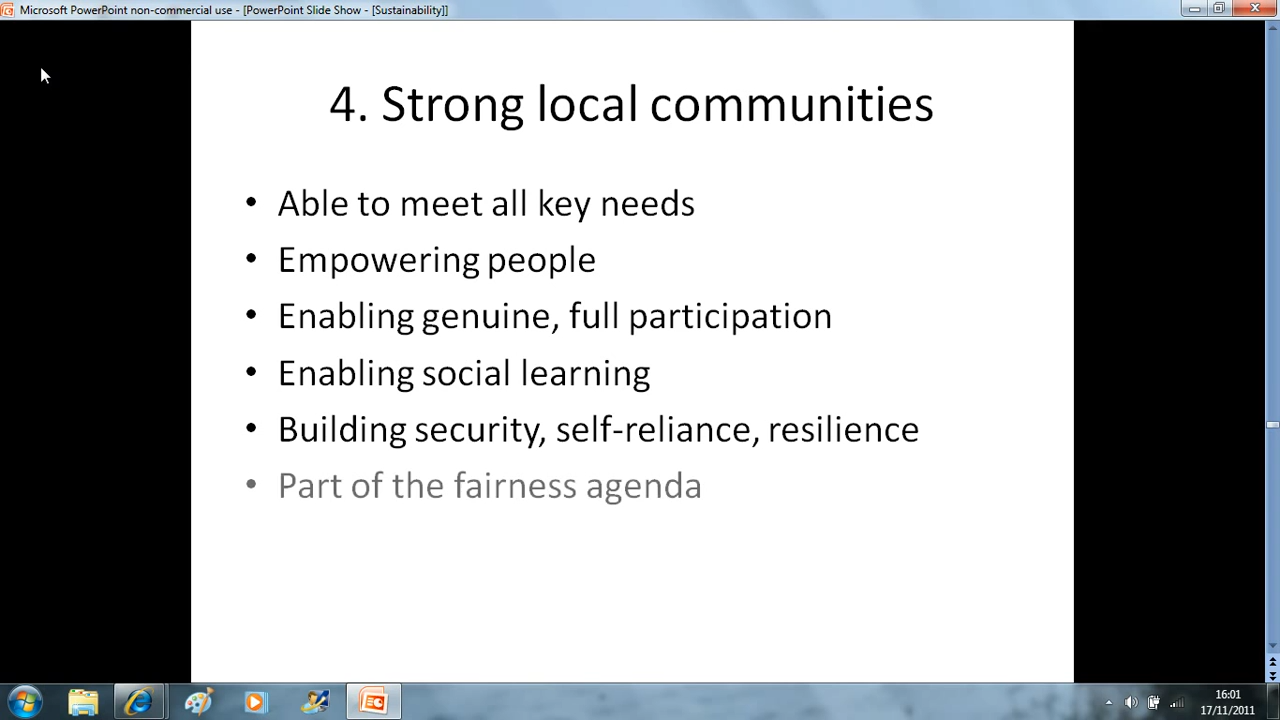 Microsoft PowerPoint non-commercial use - [PowerPoint Slide Show - [Sustainability]]
4. Strong local communities
• Able to meet all key needs
• Empowering people
• Enabling genuine, full participation
• Enabling social learning
• Building security, self-reliance, resilience
• Part of the fairness agenda
16:01
17/11/2011